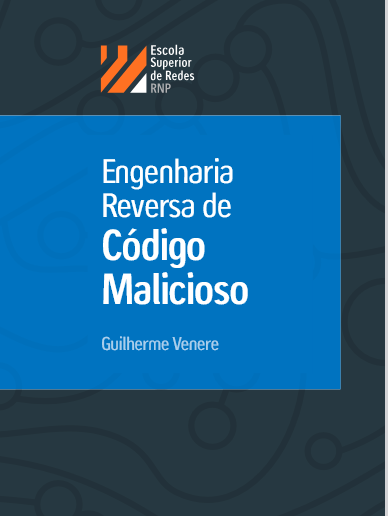 Escola
Superior
de Redes
RNP
Engenharia
Reversa de
Código
Malicioso
Guilherme Venere